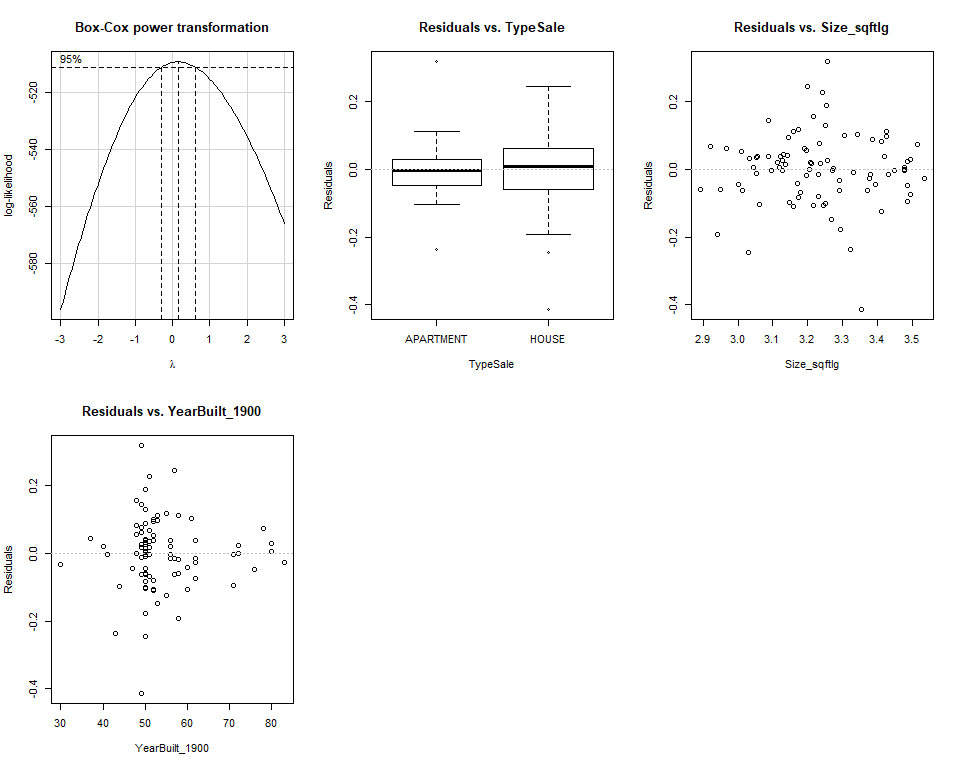 Box-Cox power transformation
95%
log-likelihood
-520
-540
-560
-580
-3 -2 -1 0 1 2 3
λ
Residuals vs. TypeSale
Residuals
0.2
0.0
-0.2
-0.4
APARTMENT HOUSE
TypeSale
Residuals vs. Size_sqftlg
Residuals
0.2
0.0
-0.2
-0.4
2.9 3.0 3.1 3.2 3.3 3.4 3.5
Size_sqftlg
Residuals vs. YearBuilt_1900
Residuals
0.2
0.0
-0.2
-0.4
30 40 50 60 70 80
YearBuilt_1900